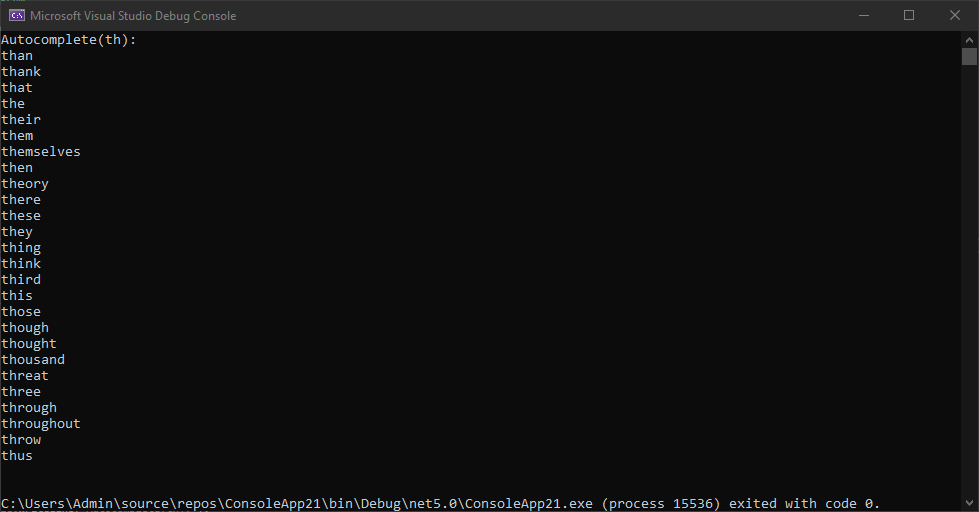 Microsoft Visual Studio Debug Console
Autocomplete(th):
than
thank
that
the
their
them
themselves
then
theory
there
these
they
thing
think
third
this
those
though
thought
thousand
threat
three
through
throughout
throw
thus
C:\Users\Admin\source\repos\ConsoleApp21\bin\Debug\net5.0\ConsoleApp21.exe (process 15536) exited with code 0.